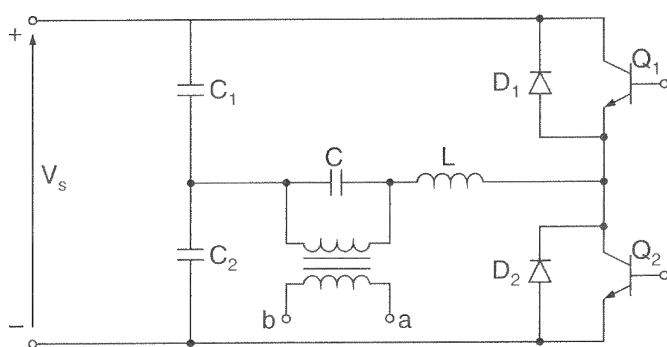 +
D₁
Q₁
C₁
C
L
Vₛ
C₂
D₂
Q₂
b
a
−